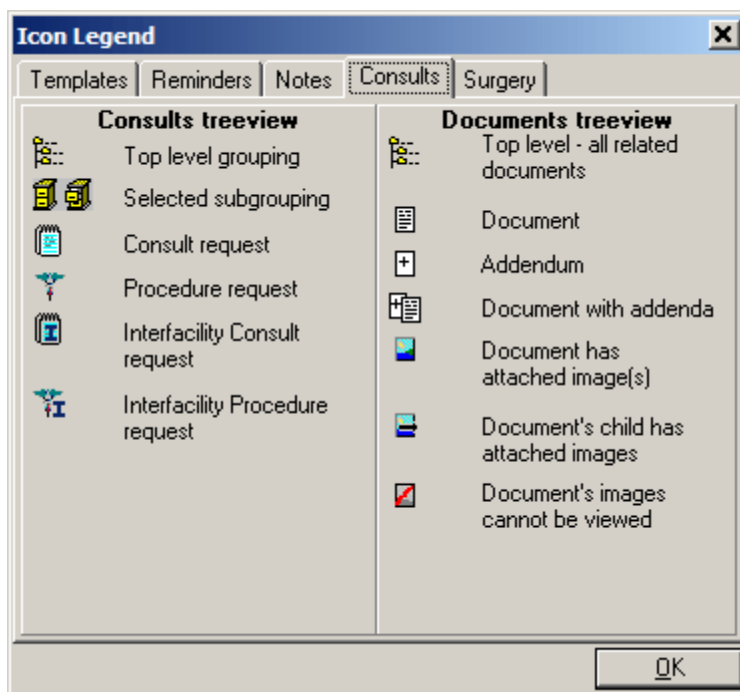 Icon Legend
Templates Reminders Notes Consults Surgery
Consults treeview
Top level grouping
Selected subgrouping
Consult request
Procedure request
Interfacility Consult
request
Interfacility Procedure
request
Documents treeview
Top level - all related
documents
Document
Addendum
Document with addenda
Document has
attached image(s)
Document's child has
attached images
Document's images
cannot be viewed
OK